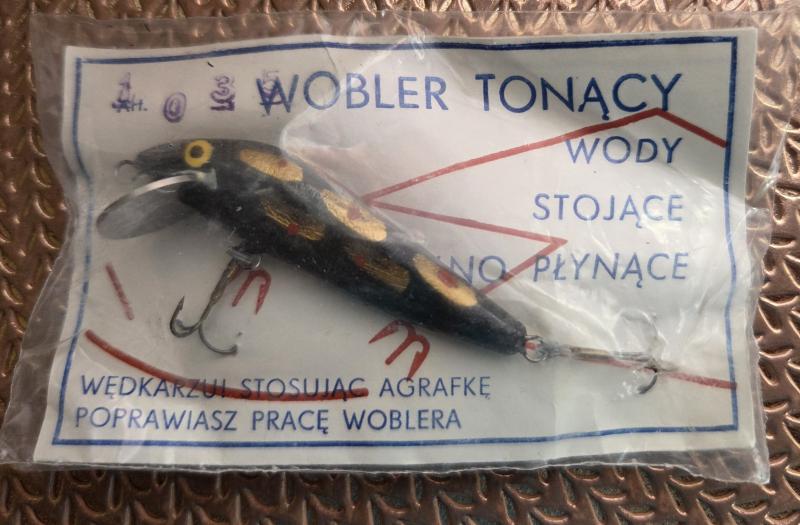 WOBLER TONĄCY
WODY
STOJĄCE
PŁYNĄCE
WĘDKARZU! STOSUJĄC AGRAFKĘ
POPRAWIASZ PRACĘ WOBLERA